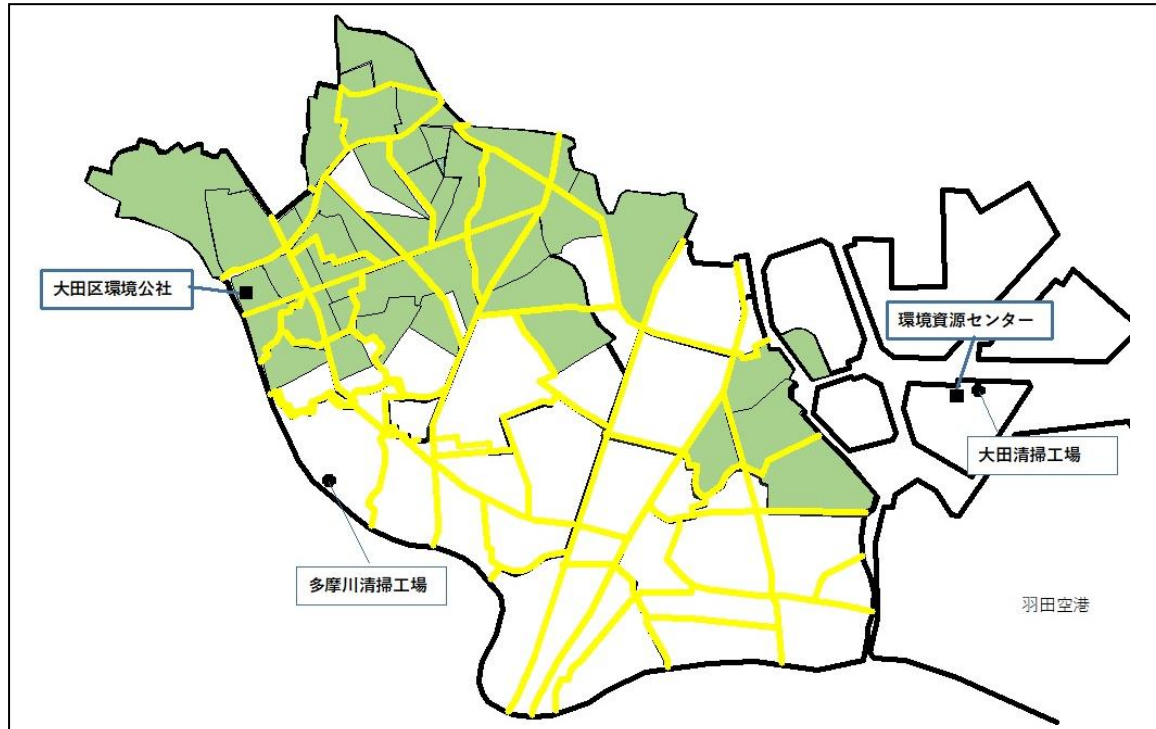 大田区環境公社
環境資源センター
大田清掃工場
多摩川清掃工場
羽田空港